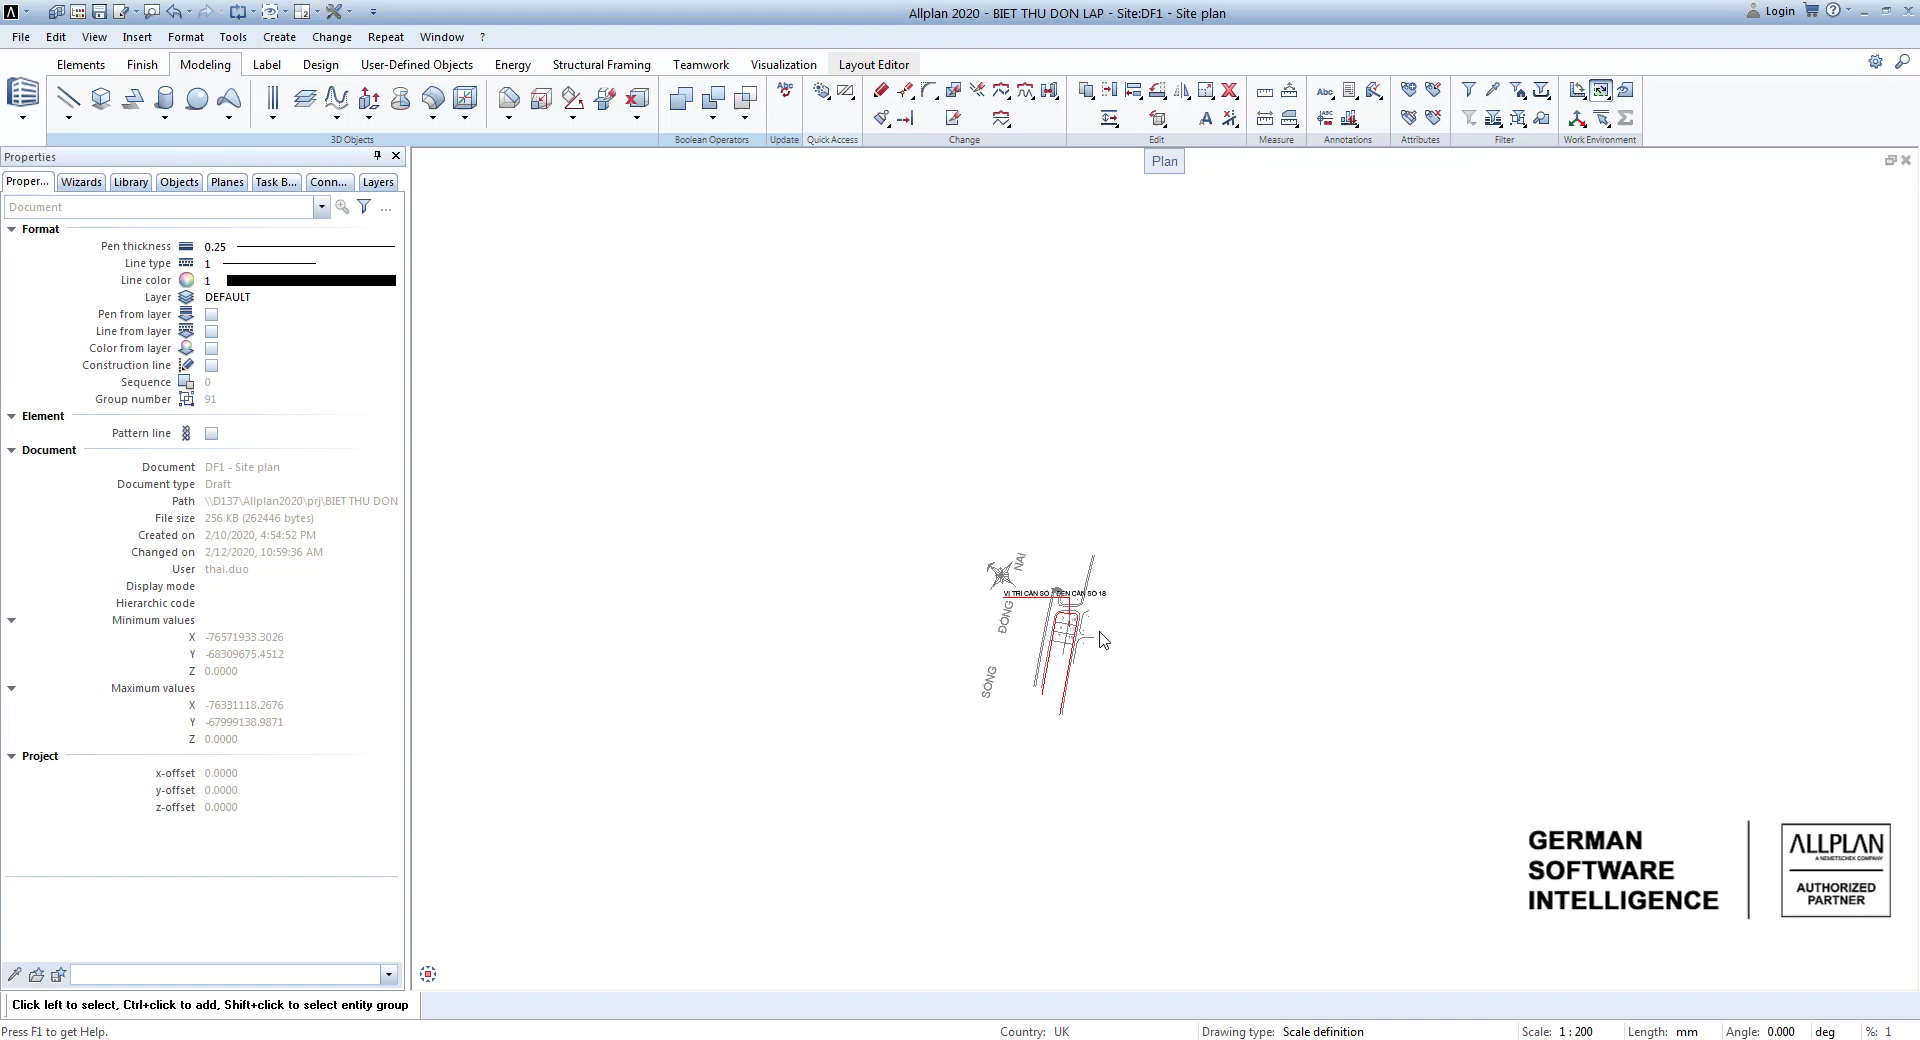 Allplan 2020 - BIET THU DON LAP - Site:DF1 - Site plan
Login
File Edit View Insert Format Tools Create Change Repeat Window ?
Elements Finish Modeling Label Design User-Defined Objects Energy Structural Framing Teamwork Visualization Layout Editor
3D Objects Boolean Operators Update Quick Access Change Edit Measure Annotations Attributes Filter Work Environment
Properties
Plan
Proper... Wizards Library Objects Planes Task B... Conn... Layers
Document
Format
Pen thickness 0.25
Line type 1
Line color 1
Layer DEFAULT
Pen from layer
Line from layer
Color from layer
Construction line
Sequence 0
Group number 91
Element
Pattern line
Document
Document DF1 - Site plan
Document type Draft
Path \\D137\Allplan2020\prj\BIET THU DON
File size 256 KB (262446 bytes)
Created on 2/10/2020, 4:54:52 PM
Changed on 2/12/2020, 10:59:36 AM
User thai.duo
Display mode
Hierarchic code
Minimum values
X -76571933.3026
Y -68309675.4512
Z 0.0000
Maximum values
X -76331118.2676
Y -67999138.9871
Z 0.0000
Project
x-offset 0.0000
y-offset 0.0000
z-offset 0.0000
NAI
ĐỒNG
SÔNG
GERMAN
SOFTWARE
INTELLIGENCE
ALLPLAN
A NEMETSCHEK COMPANY
AUTHORIZED
PARTNER
Click left to select, Ctrl+click to add, Shift+click to select entity group
Press F1 to get Help.
Country: UK
Drawing type: Scale definition
Scale: 1 : 200
Length: mm
Angle: 0.000 deg
%: 1